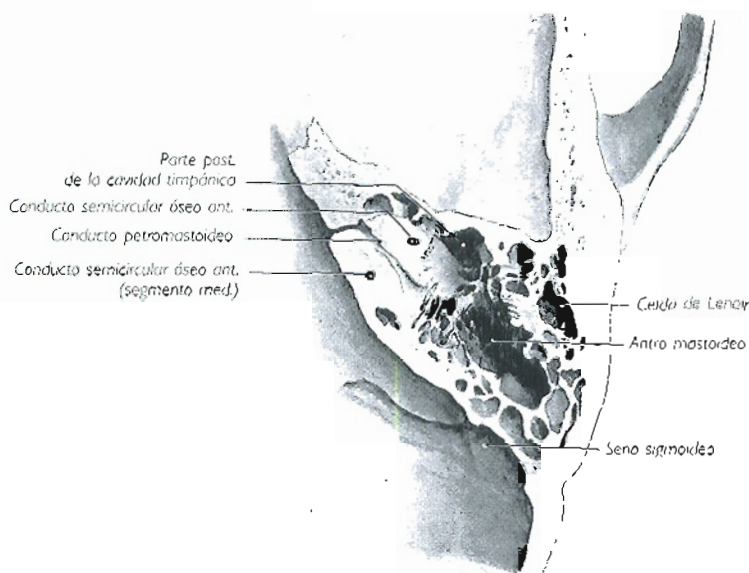 Parte post.
de la cavidad timpánica
Conducto semicircular óseo ant.
Conducto petromastoideo
Conducto semicircular óseo ant.
(segmento med.)
Celda de Lenoir
Antro mastoideo
Seno sigmoideo